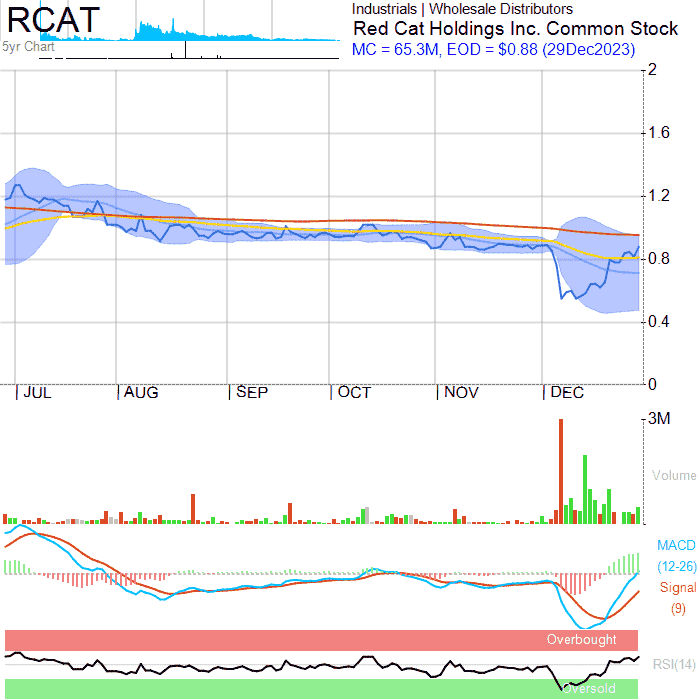 RCAT
5yr Chart
Industrials | Wholesale Distributors
Red Cat Holdings Inc. Common Stock
MC = 65.3M, EOD = $0.88 (29Dec2023)
2
1.6
1.2
0.8
0.4
0
JUL AUG SEP OCT NOV DEC
3M
Volume
MACD
(12-26)
Signal
(9)
Overbought
RSI(14)
Oversold